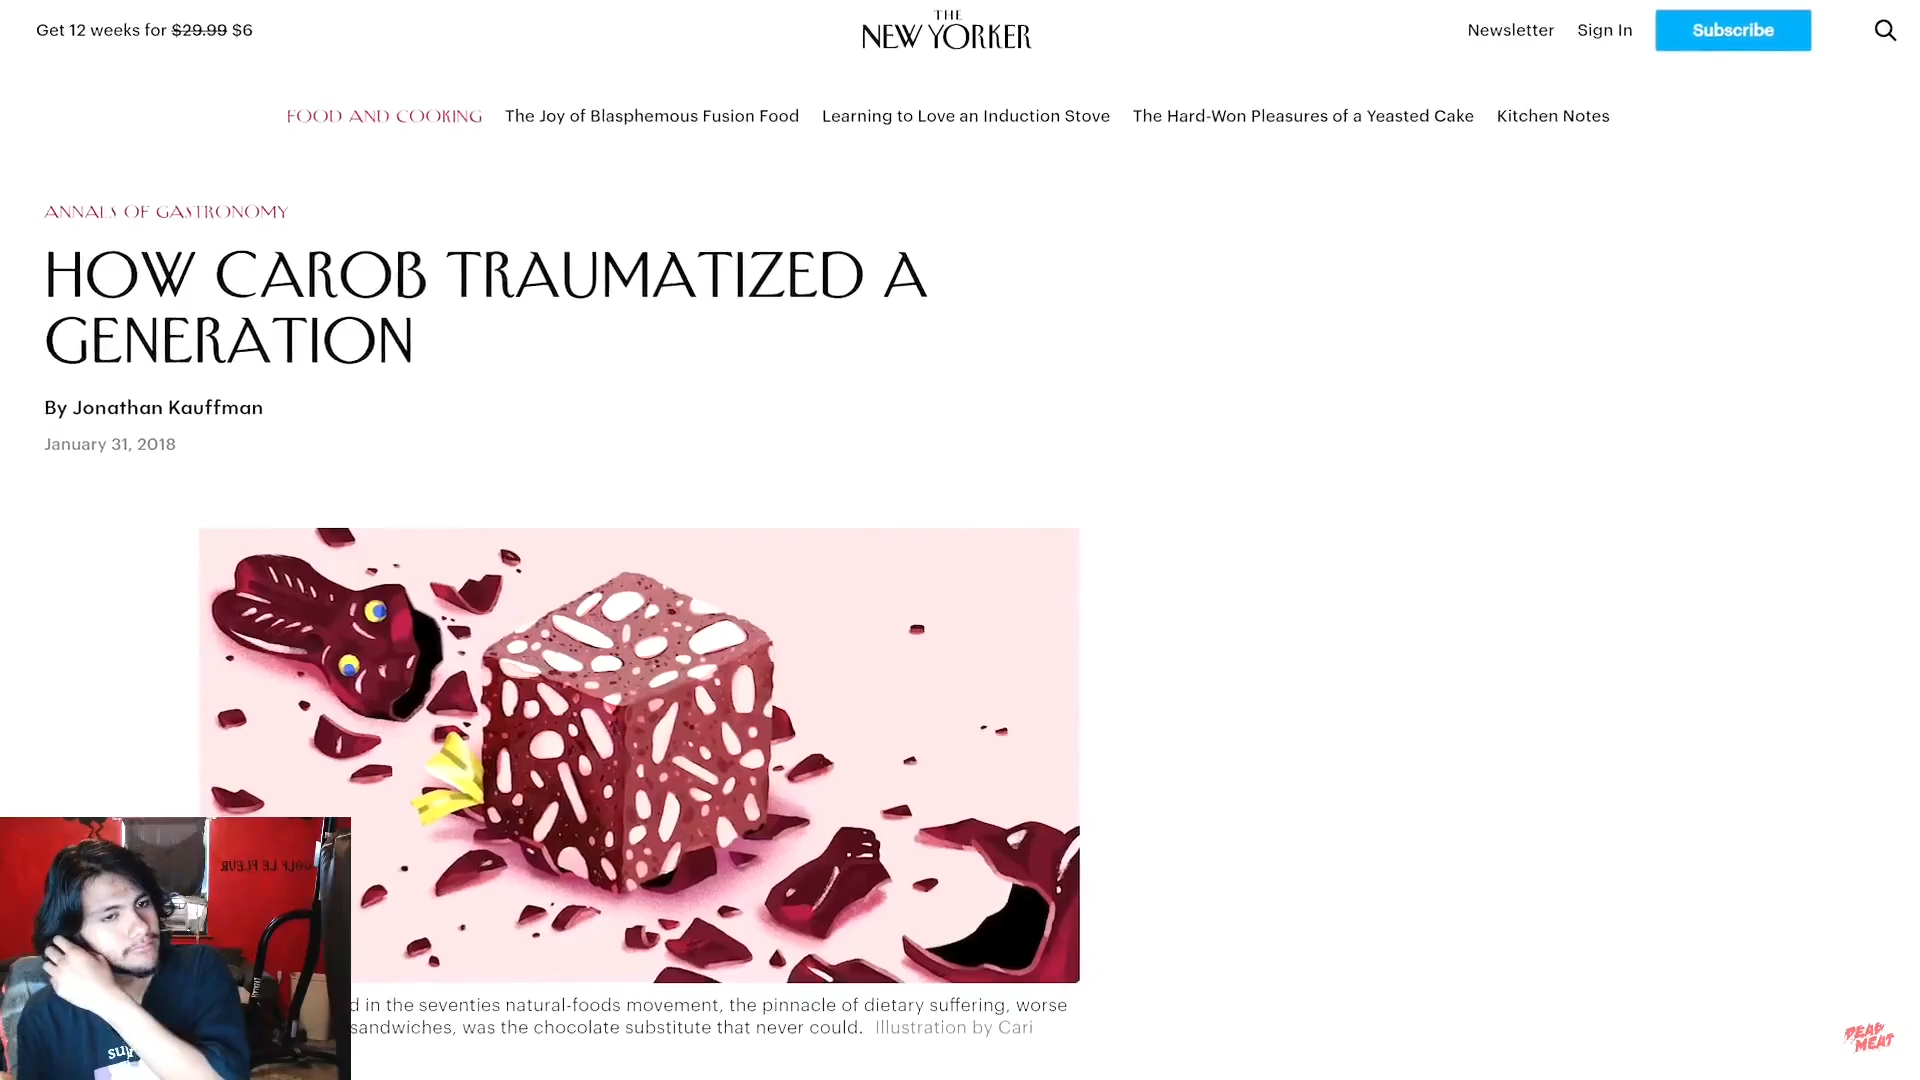 Get 12 weeks for $29.99 $6
THE
NEW YORKER
Newsletter Sign In Subscribe
FOOD AND COOKING The Joy of Blasphemous Fusion Food Learning to Love an Induction Stove The Hard-Won Pleasures of a Yeasted Cake Kitchen Notes
ANNALS OF GASTRONOMY
HOW CAROB TRAUMATIZED A
GENERATION
By Jonathan Kauffman
January 31, 2018
d in the seventies natural-foods movement, the pinnacle of dietary suffering, worse
sandwiches, was the chocolate substitute that never could. Illustration by Cari
GOLF LE FLEUR
DEAD
MEAT